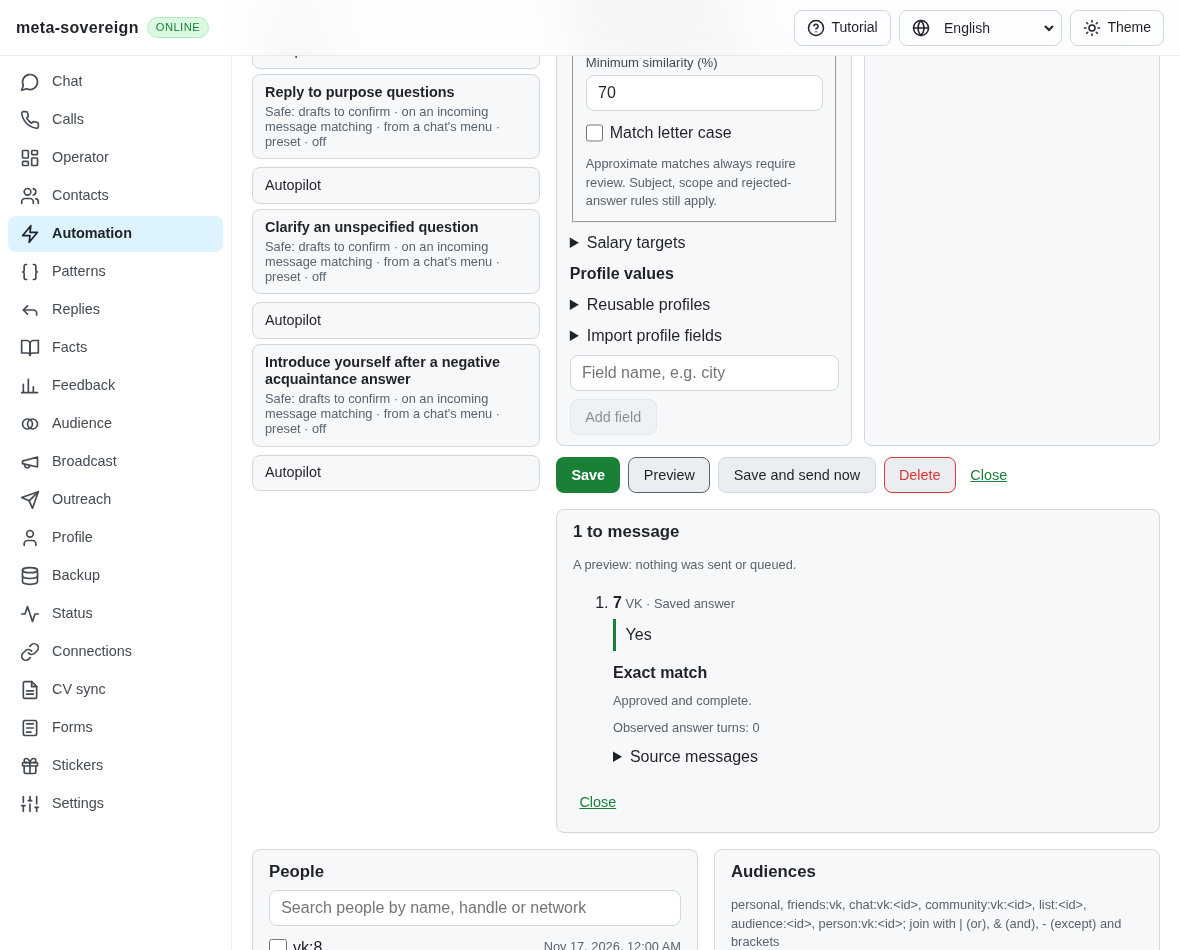 meta-sovereign
ONLINE
Tutorial
English
Theme
Chat
Calls
Operator
Contacts
Automation
Patterns
Replies
Facts
Feedback
Audience
Broadcast
Outreach
Profile
Backup
Status
Connections
CV sync
Forms
Stickers
Settings
Reply to purpose questions
Safe: drafts to confirm · on an incoming
message matching · from a chat's menu ·
preset · off
Autopilot
Clarify an unspecified question
Safe: drafts to confirm · on an incoming
message matching · from a chat's menu ·
preset · off
Autopilot
Introduce yourself after a negative
acquaintance answer
Safe: drafts to confirm · on an incoming
message matching · from a chat's menu ·
preset · off
Autopilot
Minimum similarity (%)
70
Match letter case
Approximate matches always require
review. Subject, scope and rejected-
answer rules still apply.
Salary targets
Profile values
Reusable profiles
Import profile fields
Field name, e.g. city
Add field
Save
Preview
Save and send now
Delete
Close
1 to message
A preview: nothing was sent or queued.
1. 7 VK · Saved answer
Yes
Exact match
Approved and complete.
Observed answer turns: 0
Source messages
Close
People
Search people by name, handle or network
vk:8
Nov 17, 2026, 12:00 AM
Audiences
personal, friends:vk, chat:vk:<id>, community:vk:<id>, list:<id>,
audience:<id>, person:vk:<id>; join with | (or), & (and), - (except) and
brackets